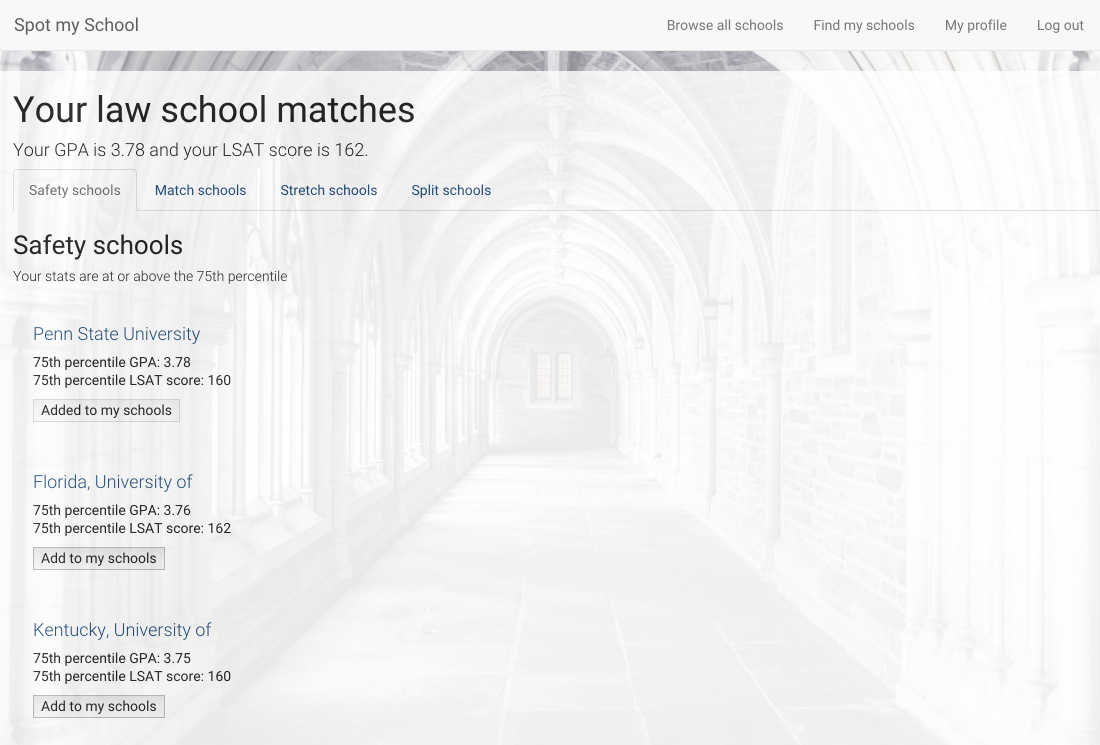 Spot my School
Browse all schools
Find my schools
My profile
Log out
Your law school matches
Your GPA is 3.78 and your LSAT score is 162.
Safety schools
Match schools
Stretch schools
Split schools
Safety schools
Your stats are at or above the 75th percentile
Penn State University
75th percentile GPA: 3.78
75th percentile LSAT score: 160
Added to my schools
Florida, University of
75th percentile GPA: 3.76
75th percentile LSAT score: 162
Add to my schools
Kentucky, University of
75th percentile GPA: 3.75
75th percentile LSAT score: 160
Add to my schools